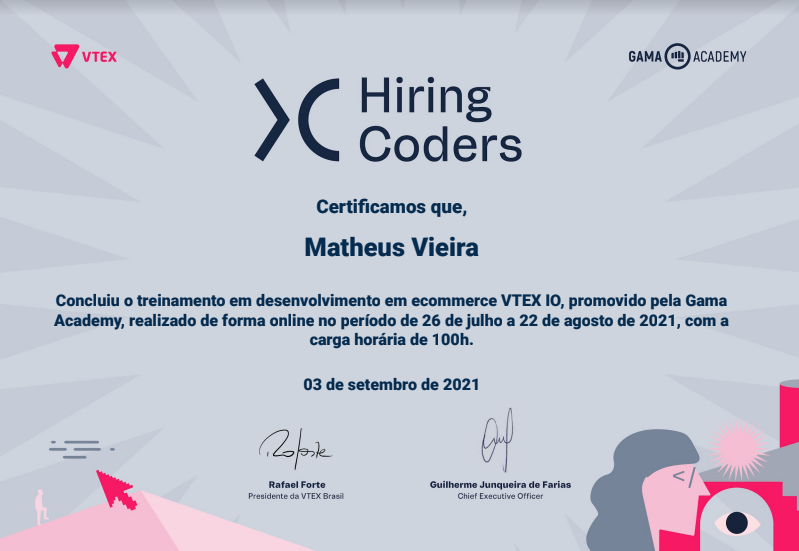 VTEX
GAMA ACADEMY
Hiring
Coders
Certificamos que,
Matheus Vieira
Concluiu o treinamento em desenvolvimento em ecommerce VTEX IO, promovido pela Gama
Academy, realizado de forma online no período de 26 de julho a 22 de agosto de 2021, com a
carga horária de 100h.
03 de setembro de 2021
Rafael Forte
Presidente da VTEX Brasil
Guilherme Junqueira de Farias
Chief Executive Officer
</>